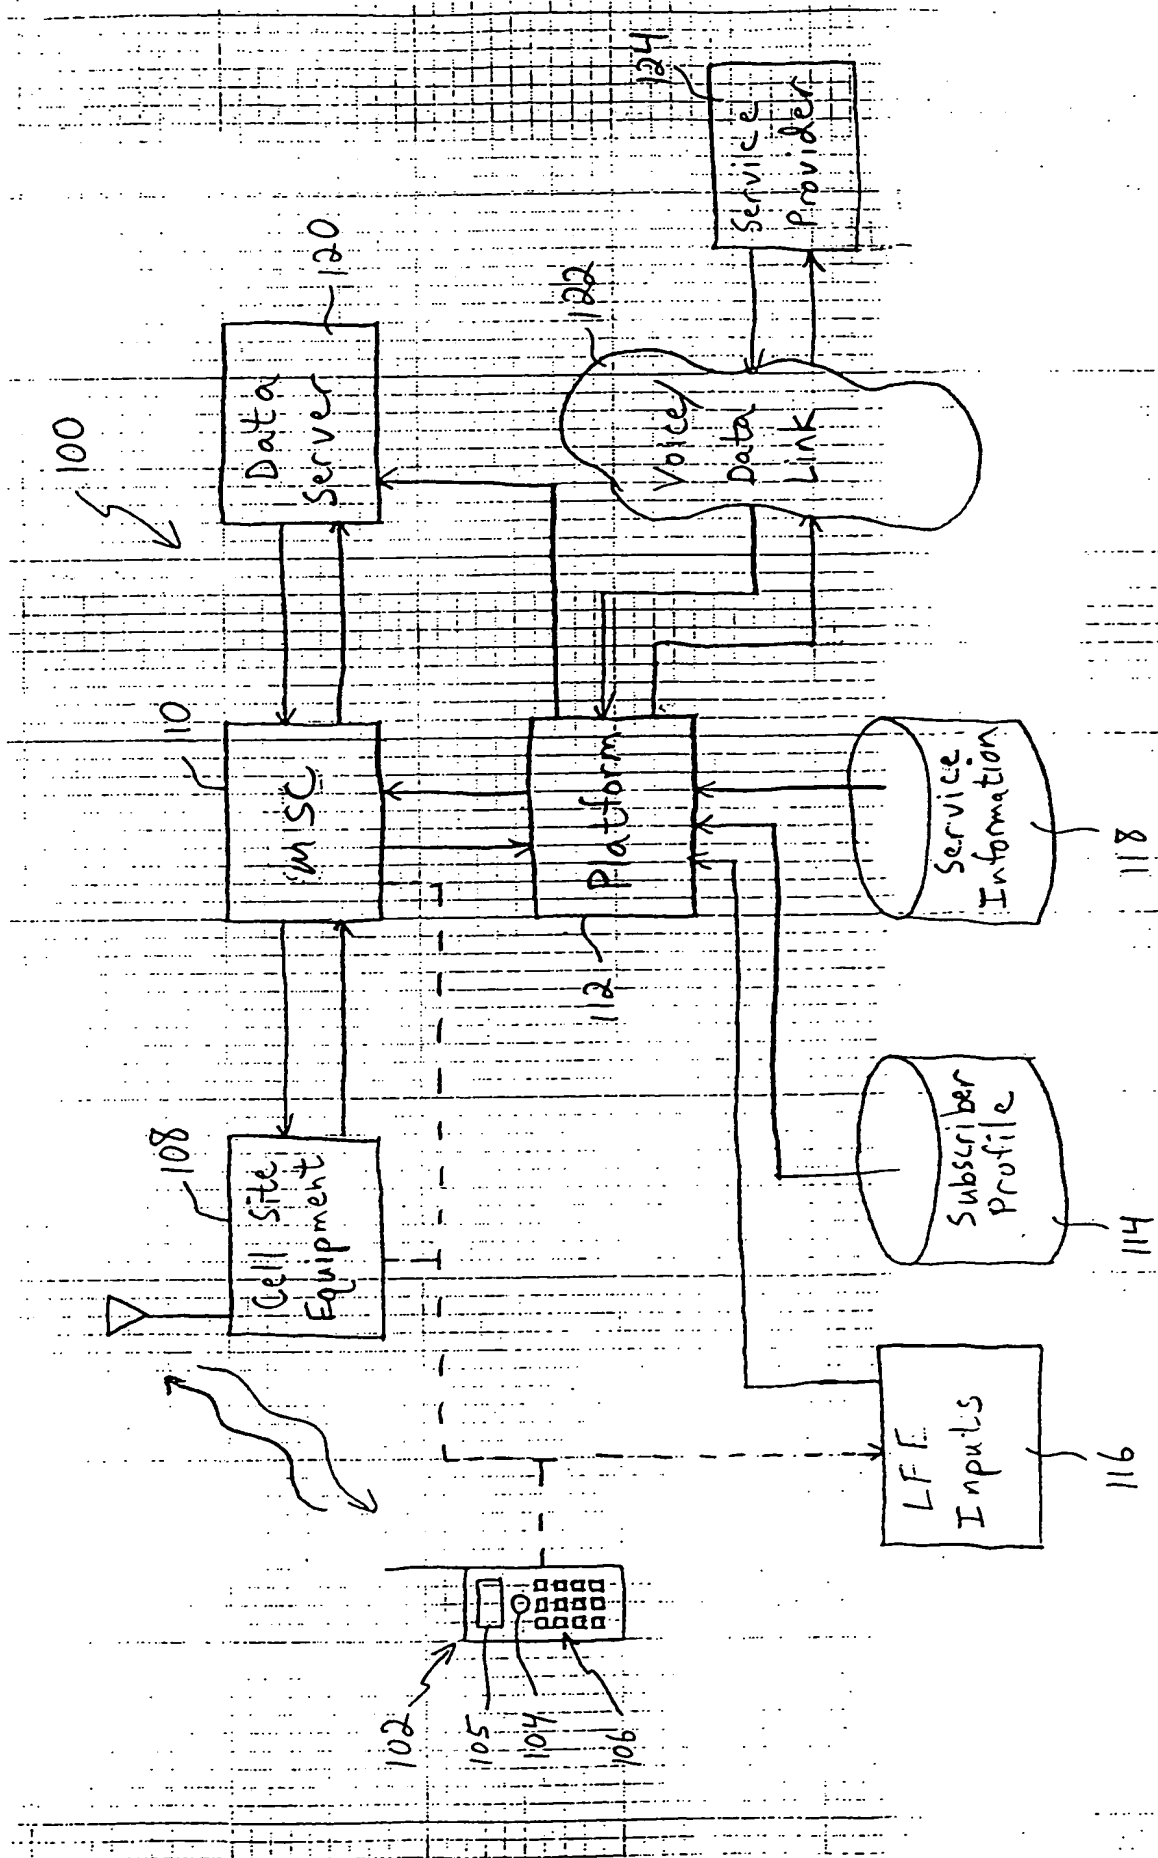 100
102
105
104
106
108
Cell Site
Equipment
110
MSC
Data
Server
120
112
Platform
Voice/
Data
Link
122
Service
Provider
124
LFE
Inputs
116
Subscriber
Profile
114
Service
Information
118